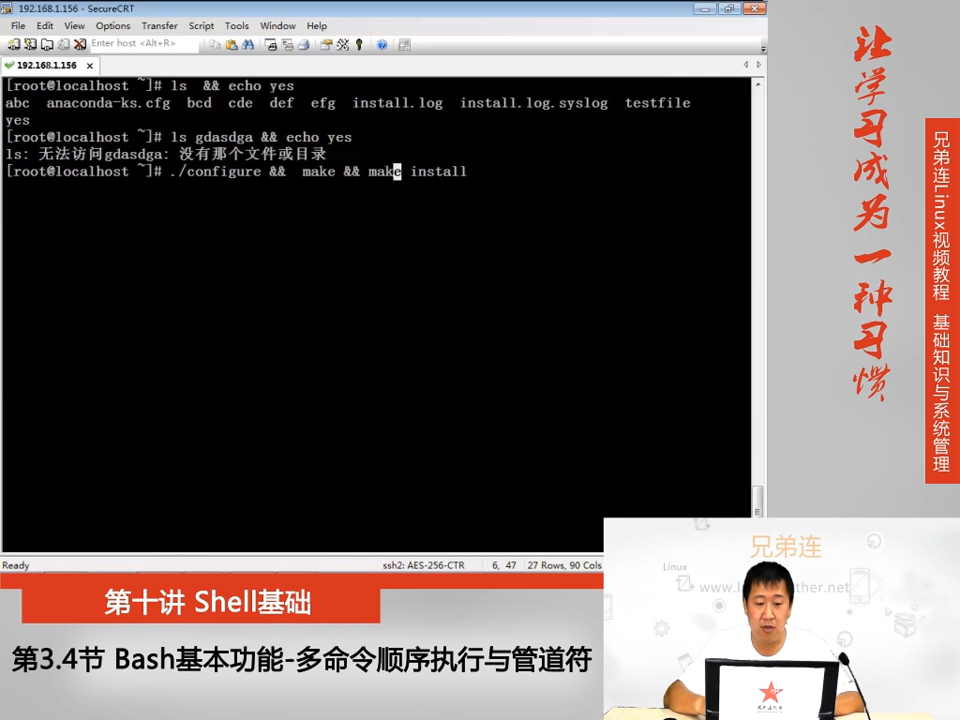 192.168.1.156 - SecureCRT
File Edit View Options Transfer Script Tools Window Help
Enter host <Alt+R>
192.168.1.156
[root@localhost ~]# ls  && echo yes
abc  anaconda-ks.cfg  bcd  cde  def  efg  install.log  install.log.syslog  testfile
yes
[root@localhost ~]# ls gdasdga && echo yes
ls: 无法访问gdasdga: 没有那个文件或目录
[root@localhost ~]# ./configure &&  make && make install
Ready ssh2: AES-256-CTR 6, 47 27 Rows, 90 Cols
让学习成为一种习惯
兄弟连Linux视频教程 基础知识与系统管理
兄弟连
Linux
第十讲 Shell基础
第3.4节 Bash基本功能-多命令顺序执行与管道符